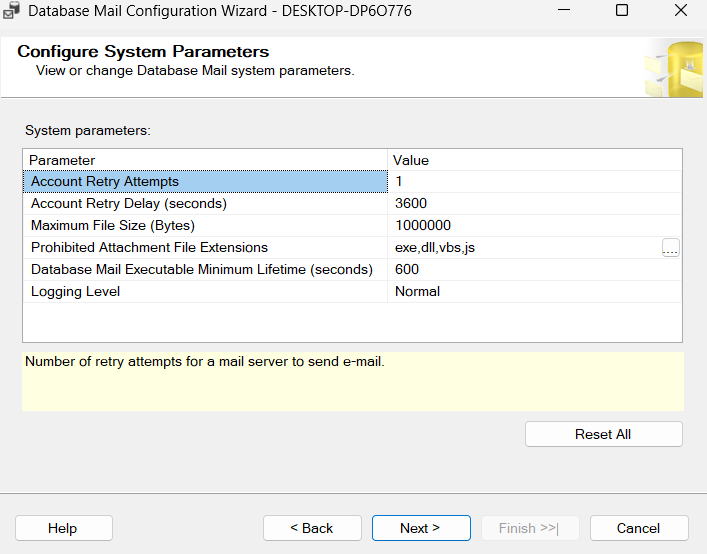 Database Mail Configuration Wizard - DESKTOP-DP6O776
Configure System Parameters
View or change Database Mail system parameters.
System parameters:
Parameter Value
Account Retry Attempts 1
Account Retry Delay (seconds) 3600
Maximum File Size (Bytes) 1000000
Prohibited Attachment File Extensions exe,dll,vbs,js ...
Database Mail Executable Minimum Lifetime (seconds) 600
Logging Level Normal
Number of retry attempts for a mail server to send e-mail.
Reset All
Help < Back Next > Finish >>| Cancel